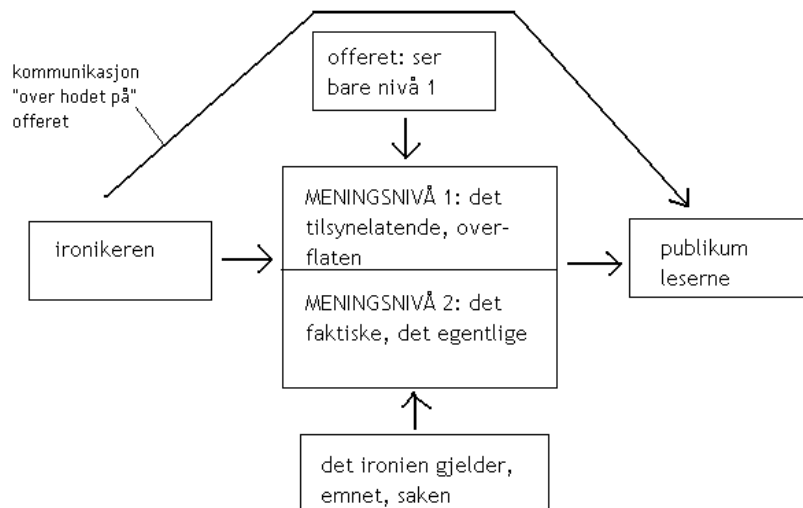 kommunikasjon
"over hodet på"
offeret
offeret: ser
bare nivå 1
ironikeren
MENINGSNIVÅ 1: det
tilsynelatende, over-
flaten
MENINGSNIVÅ 2: det
faktiske, det egentlige
publikum
leserne
det ironien gjelder,
emnet, saken